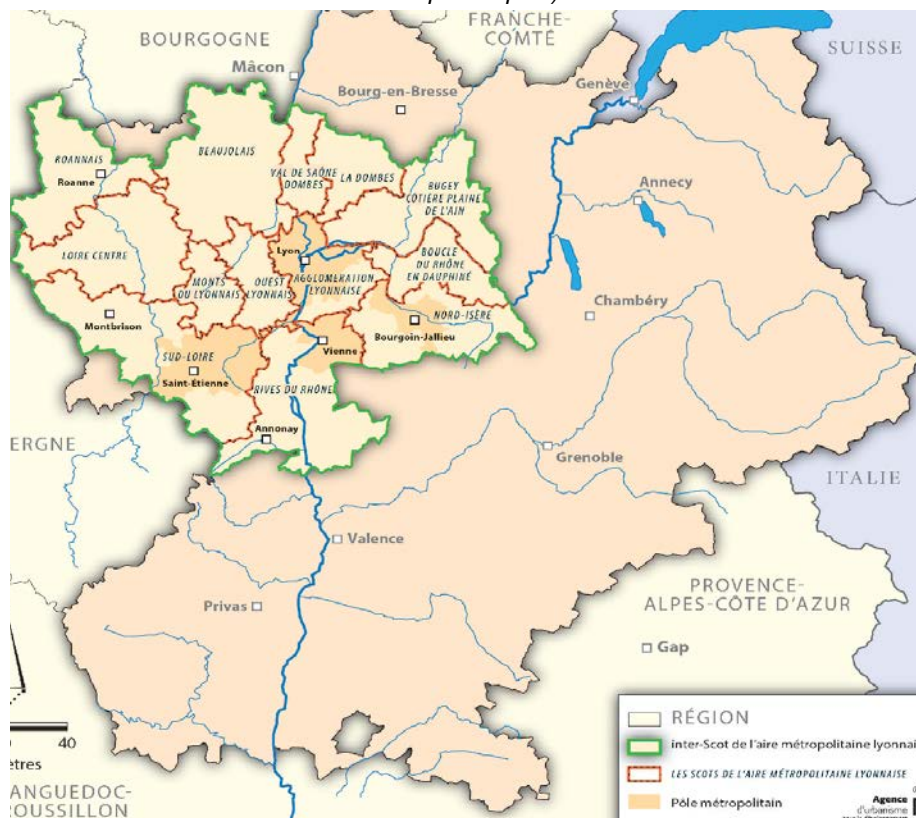 FRANCHE-
COMTÉ
BOURGOGNE
SUISSE
Mâcon
Bourg-en-Bresse
Genève
BEAUJOLAIS
ROANNAIS
Roanne
VAL DE SAÔNE
DOMBES
LA DOMBES
BUGEY
COTIÈRE PLAINE
DE L'AIN
Annecy
LOIRE CENTRE
Lyon
MONTS
DU LYONNAIS
OUEST
LYONNAIS
AGGLOMÉRATION
LYONNAISE
BOUCLE
DU RHÔNE
EN DAUPHINÉ
Chambéry
NORD-ISÈRE
Montbrison
Bourgoin-Jallieu
Vienne
SUD-LOIRE
Saint-Étienne
RIVES DU RHÔNE
Annonay
ERGNE
Grenoble
ITALIE
Valence
PROVENCE-
ALPES-CÔTE D'AZUR
Privas
Gap
40
ètres
ANGUEDOC-
OUSSILLON
RÉGION
inter-Scot de l'aire métropolitaine lyonnai
LES SCOTS DE L'AIRE MÉTROPOLITAINE LYONNAISE
Pôle métropolitain
Agence
d'urbanisme